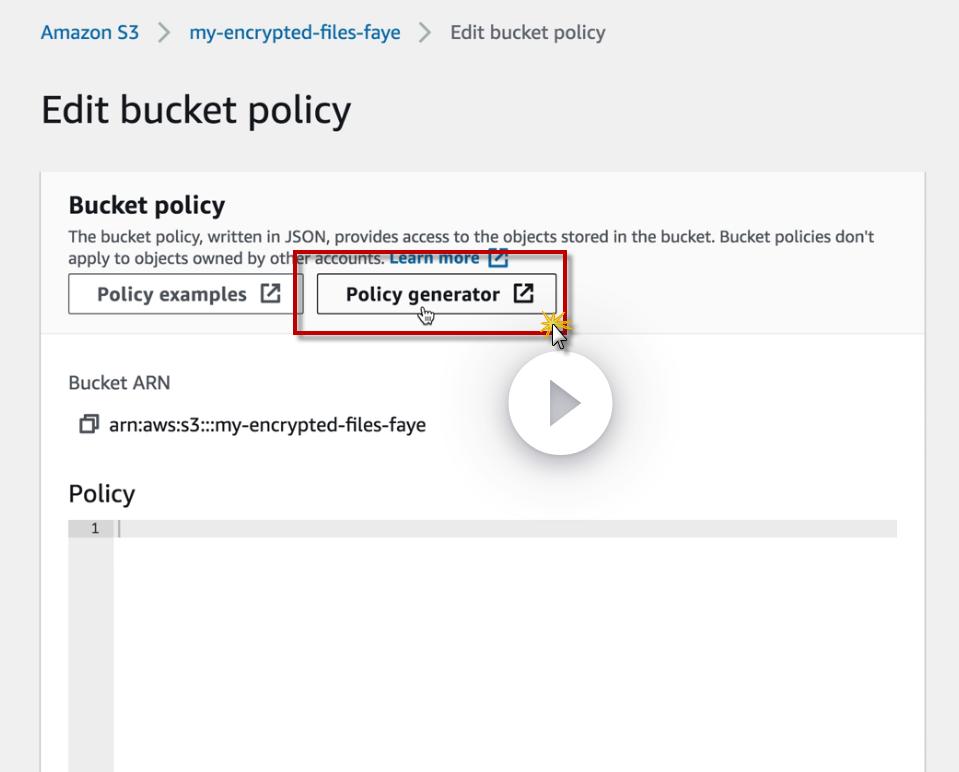 Amazon S3 > my-encrypted-files-faye > Edit bucket policy
Edit bucket policy
Bucket policy
The bucket policy, written in JSON, provides access to the objects stored in the bucket. Bucket policies don't
apply to objects owned by other accounts. Learn more
Policy examples
Policy generator
Bucket ARN
arn:aws:s3:::my-encrypted-files-faye
Policy
1